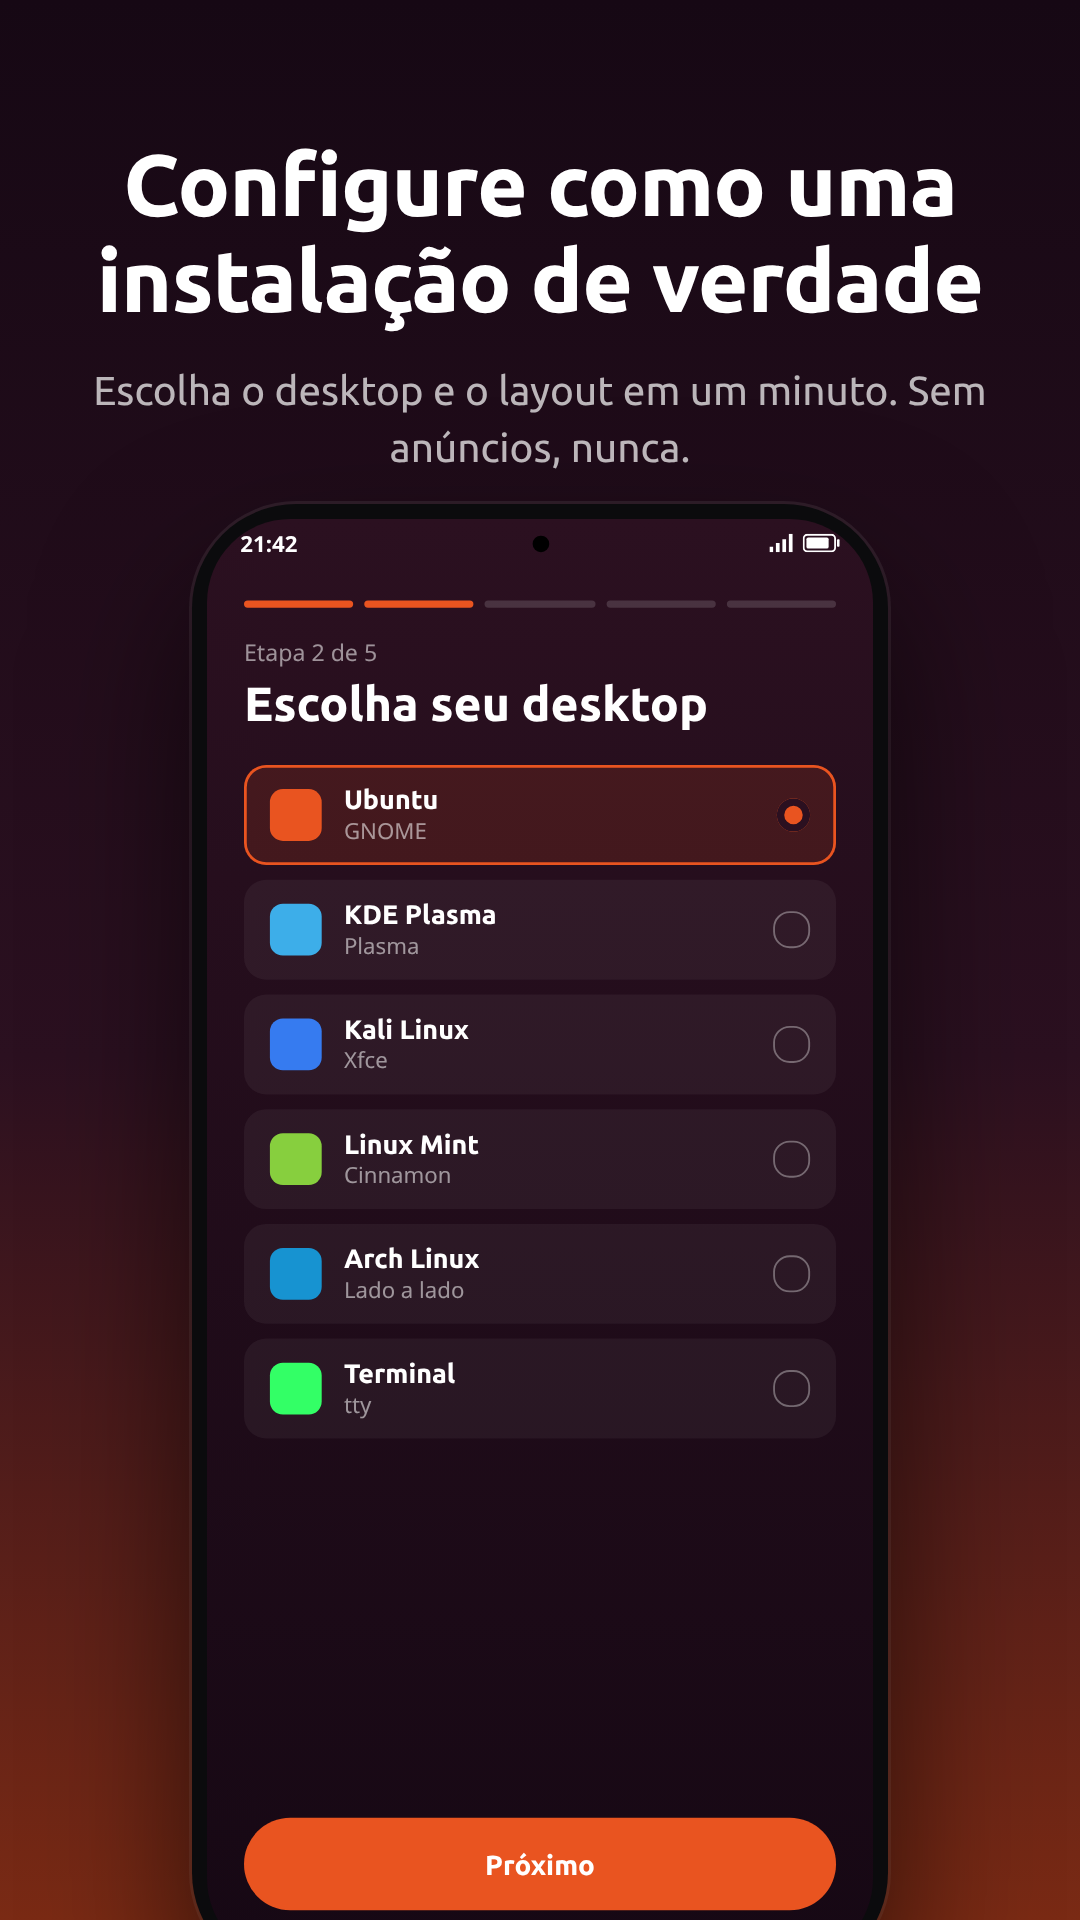 Configure como uma
instalação de verdade
Escolha o desktop e o layout em um minuto. Sem
anúncios, nunca.
21:42
Etapa 2 de 5
Escolha seu desktop
Ubuntu
GNOME
KDE Plasma
Plasma
Kali Linux
Xfce
Linux Mint
Cinnamon
Arch Linux
Lado a lado
Terminal
tty
Próximo